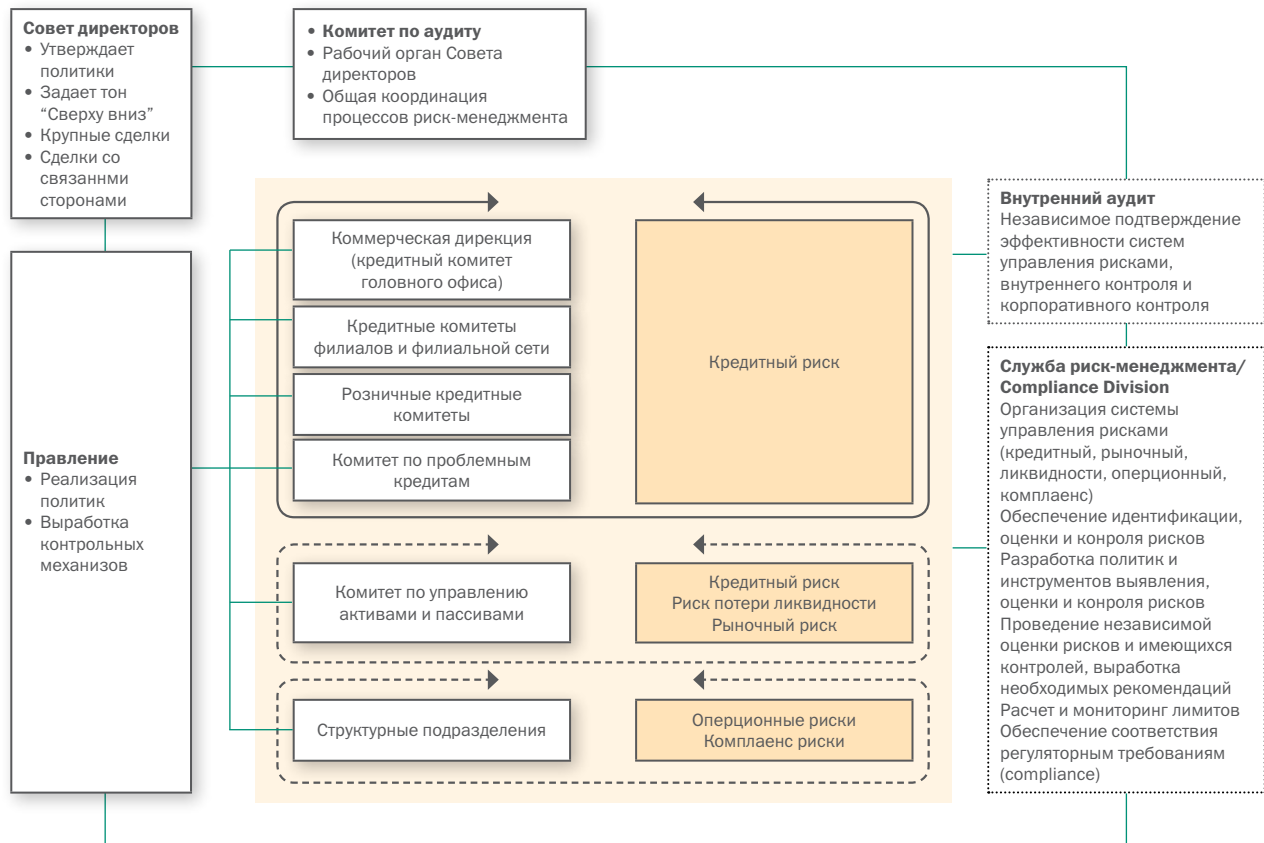 Совет директоров
• Утверждает
политики
• Задает тон
“Сверху вниз”
• Крупные сделки
• Сделки со
связаннми
сторонами
• Комитет по аудиту
• Рабочий орган Совета
директоров
• Общая координация
процессов риск-менеджмента
Правление
• Реализация
политик
• Выработка
контрольных
механизов
Коммерческая дирекция
(кредитный комитет
головного офиса)
Кредитные комитеты
филиалов и филиальной сети
Розничные кредитные
комитеты
Комитет по проблемным
кредитам
Кредитный риск
Комитет по управлению
активами и пассивами
Кредитный риск
Риск потери ликвидности
Рыночный риск
Структурные подразделения
Оперционные риски
Комплаенс риски
Внутренний аудит
Независимое подтверждение
эффективности систем
управления рисками,
внутреннего контроля и
корпоративного контроля
Служба риск-менеджмента/
Compliance Division
Организация системы
управления рисками
(кредитный, рыночный,
ликвидности, оперционный,
комплаенс)
Обеспечение идентификации,
оценки и конроля рисков
Разработка политик и
инструментов выявления,
оценки и конроля рисков
Проведение независимой
оценки рисков и имеющихся
контролей, выработка
необходимых рекомендаций
Расчет и мониторинг лимитов
Обеспечение соответствия
регуляторным требованиям
(compliance)